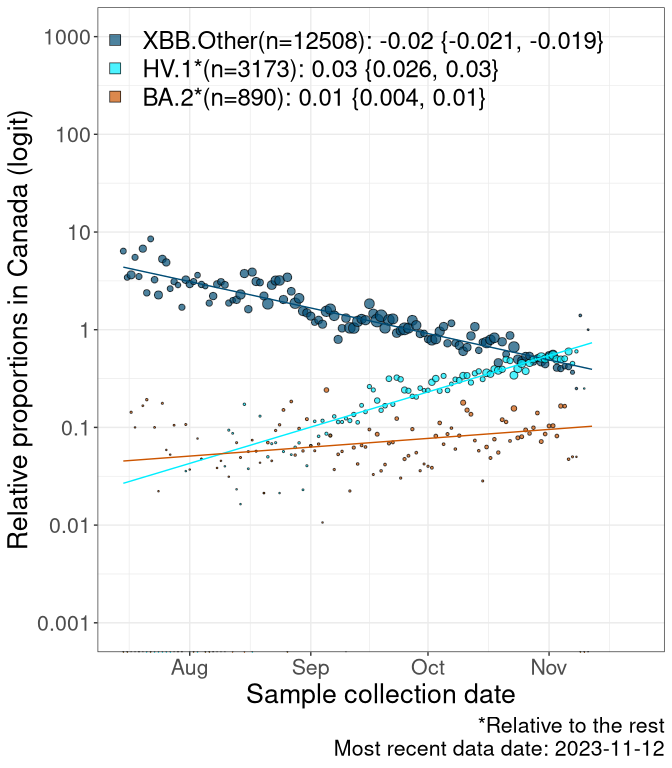 XBB.Other(n=12508): -0.02 {-0.021, -0.019}
HV.1*(n=3173): 0.03 {0.026, 0.03}
BA.2*(n=890): 0.01 {0.004, 0.01}
Relative proportions in Canada (logit)
1000
100
10
1
0.1
0.01
0.001
Aug Sep Oct Nov
Sample collection date
*Relative to the rest
Most recent data date: 2023-11-12